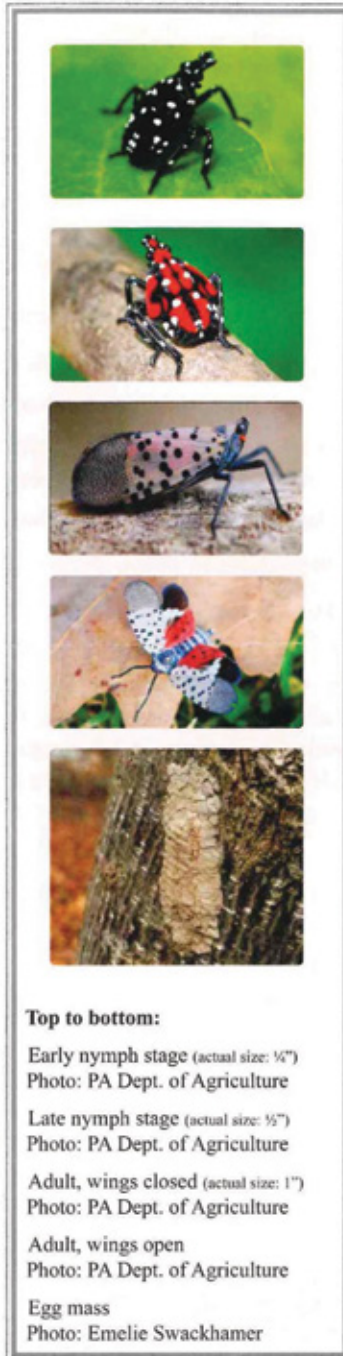 Top to bottom:
Early nymph stage (actual size: ¼”)
Photo: PA Dept. of Agriculture
Late nymph stage (actual size: ½”)
Photo: PA Dept. of Agriculture
Adult, wings closed (actual size: 1”)
Photo: PA Dept. of Agriculture
Adult, wings open
Photo: PA Dept. of Agriculture
Egg mass
Photo: Emelie Swackhamer